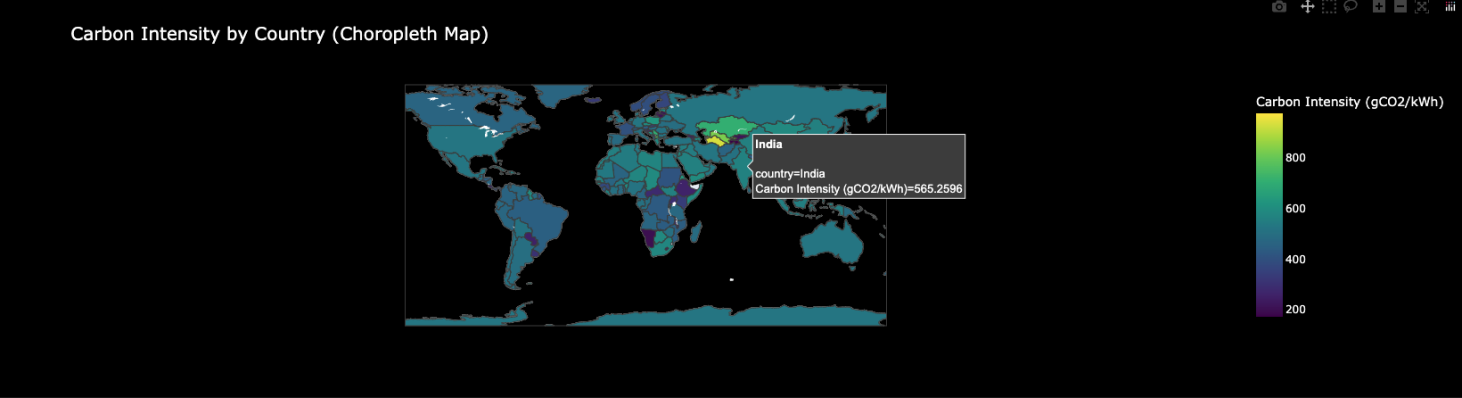 Carbon Intensity by Country (Choropleth Map)
Carbon Intensity (gCO2/kWh)
India
country=India
Carbon Intensity (gCO2/kWh)=565.2596
800
600
400
200